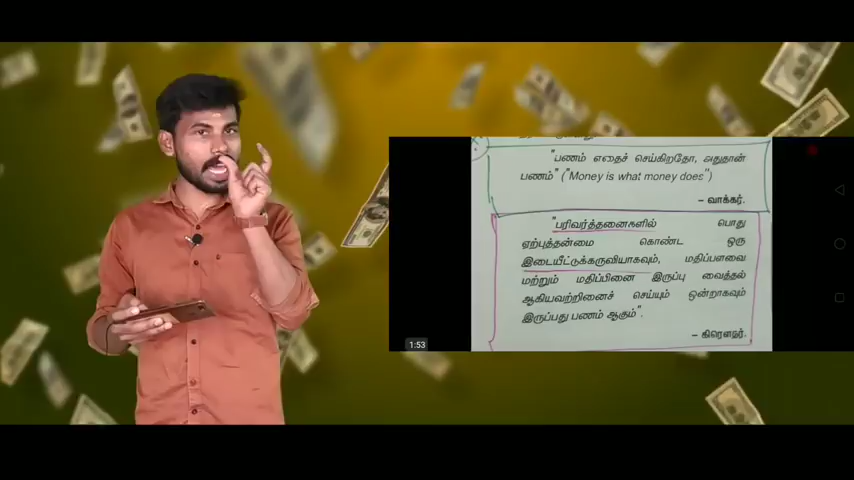 "பணம் எதைச் செய்கிறதோ, அதுதான்
பணம்" ("Money is what money does")
– வாக்கர்.
"பரிவர்த்தனைகளில் பொது
ஏற்புத்தன்மை கொண்ட ஒரு
இடையீட்டுக்கருவியாகவும், மதிப்பளவை
மற்றும் மதிப்பினை இருப்பு வைத்தல்
ஆகியவற்றினைச் செய்யும் ஒன்றாகவும்
இருப்பது பணம் ஆகும்".
– கிரௌதர்.
1:53